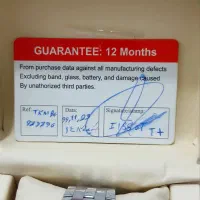 GUARANTEE: 12 Months
From purchase data against all manufacturing defects
Excluding band, glass, battery, and damage caused
By unauthorized third parties.
Ref. Date. Signature/stamp